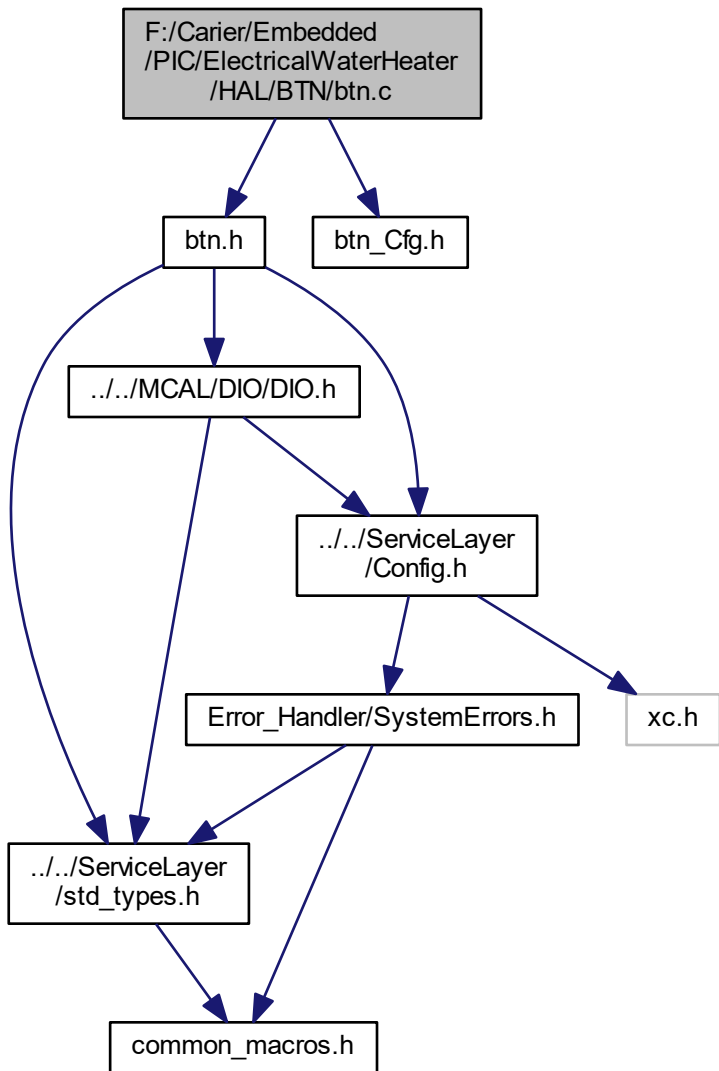 F:/Carier/Embedded
/PIC/ElectricalWaterHeater
/HAL/BTN/btn.c
btn.h
btn_Cfg.h
../../MCAL/DIO/DIO.h
../../ServiceLayer
/Config.h
Error_Handler/SystemErrors.h
xc.h
../../ServiceLayer
/std_types.h
common_macros.h